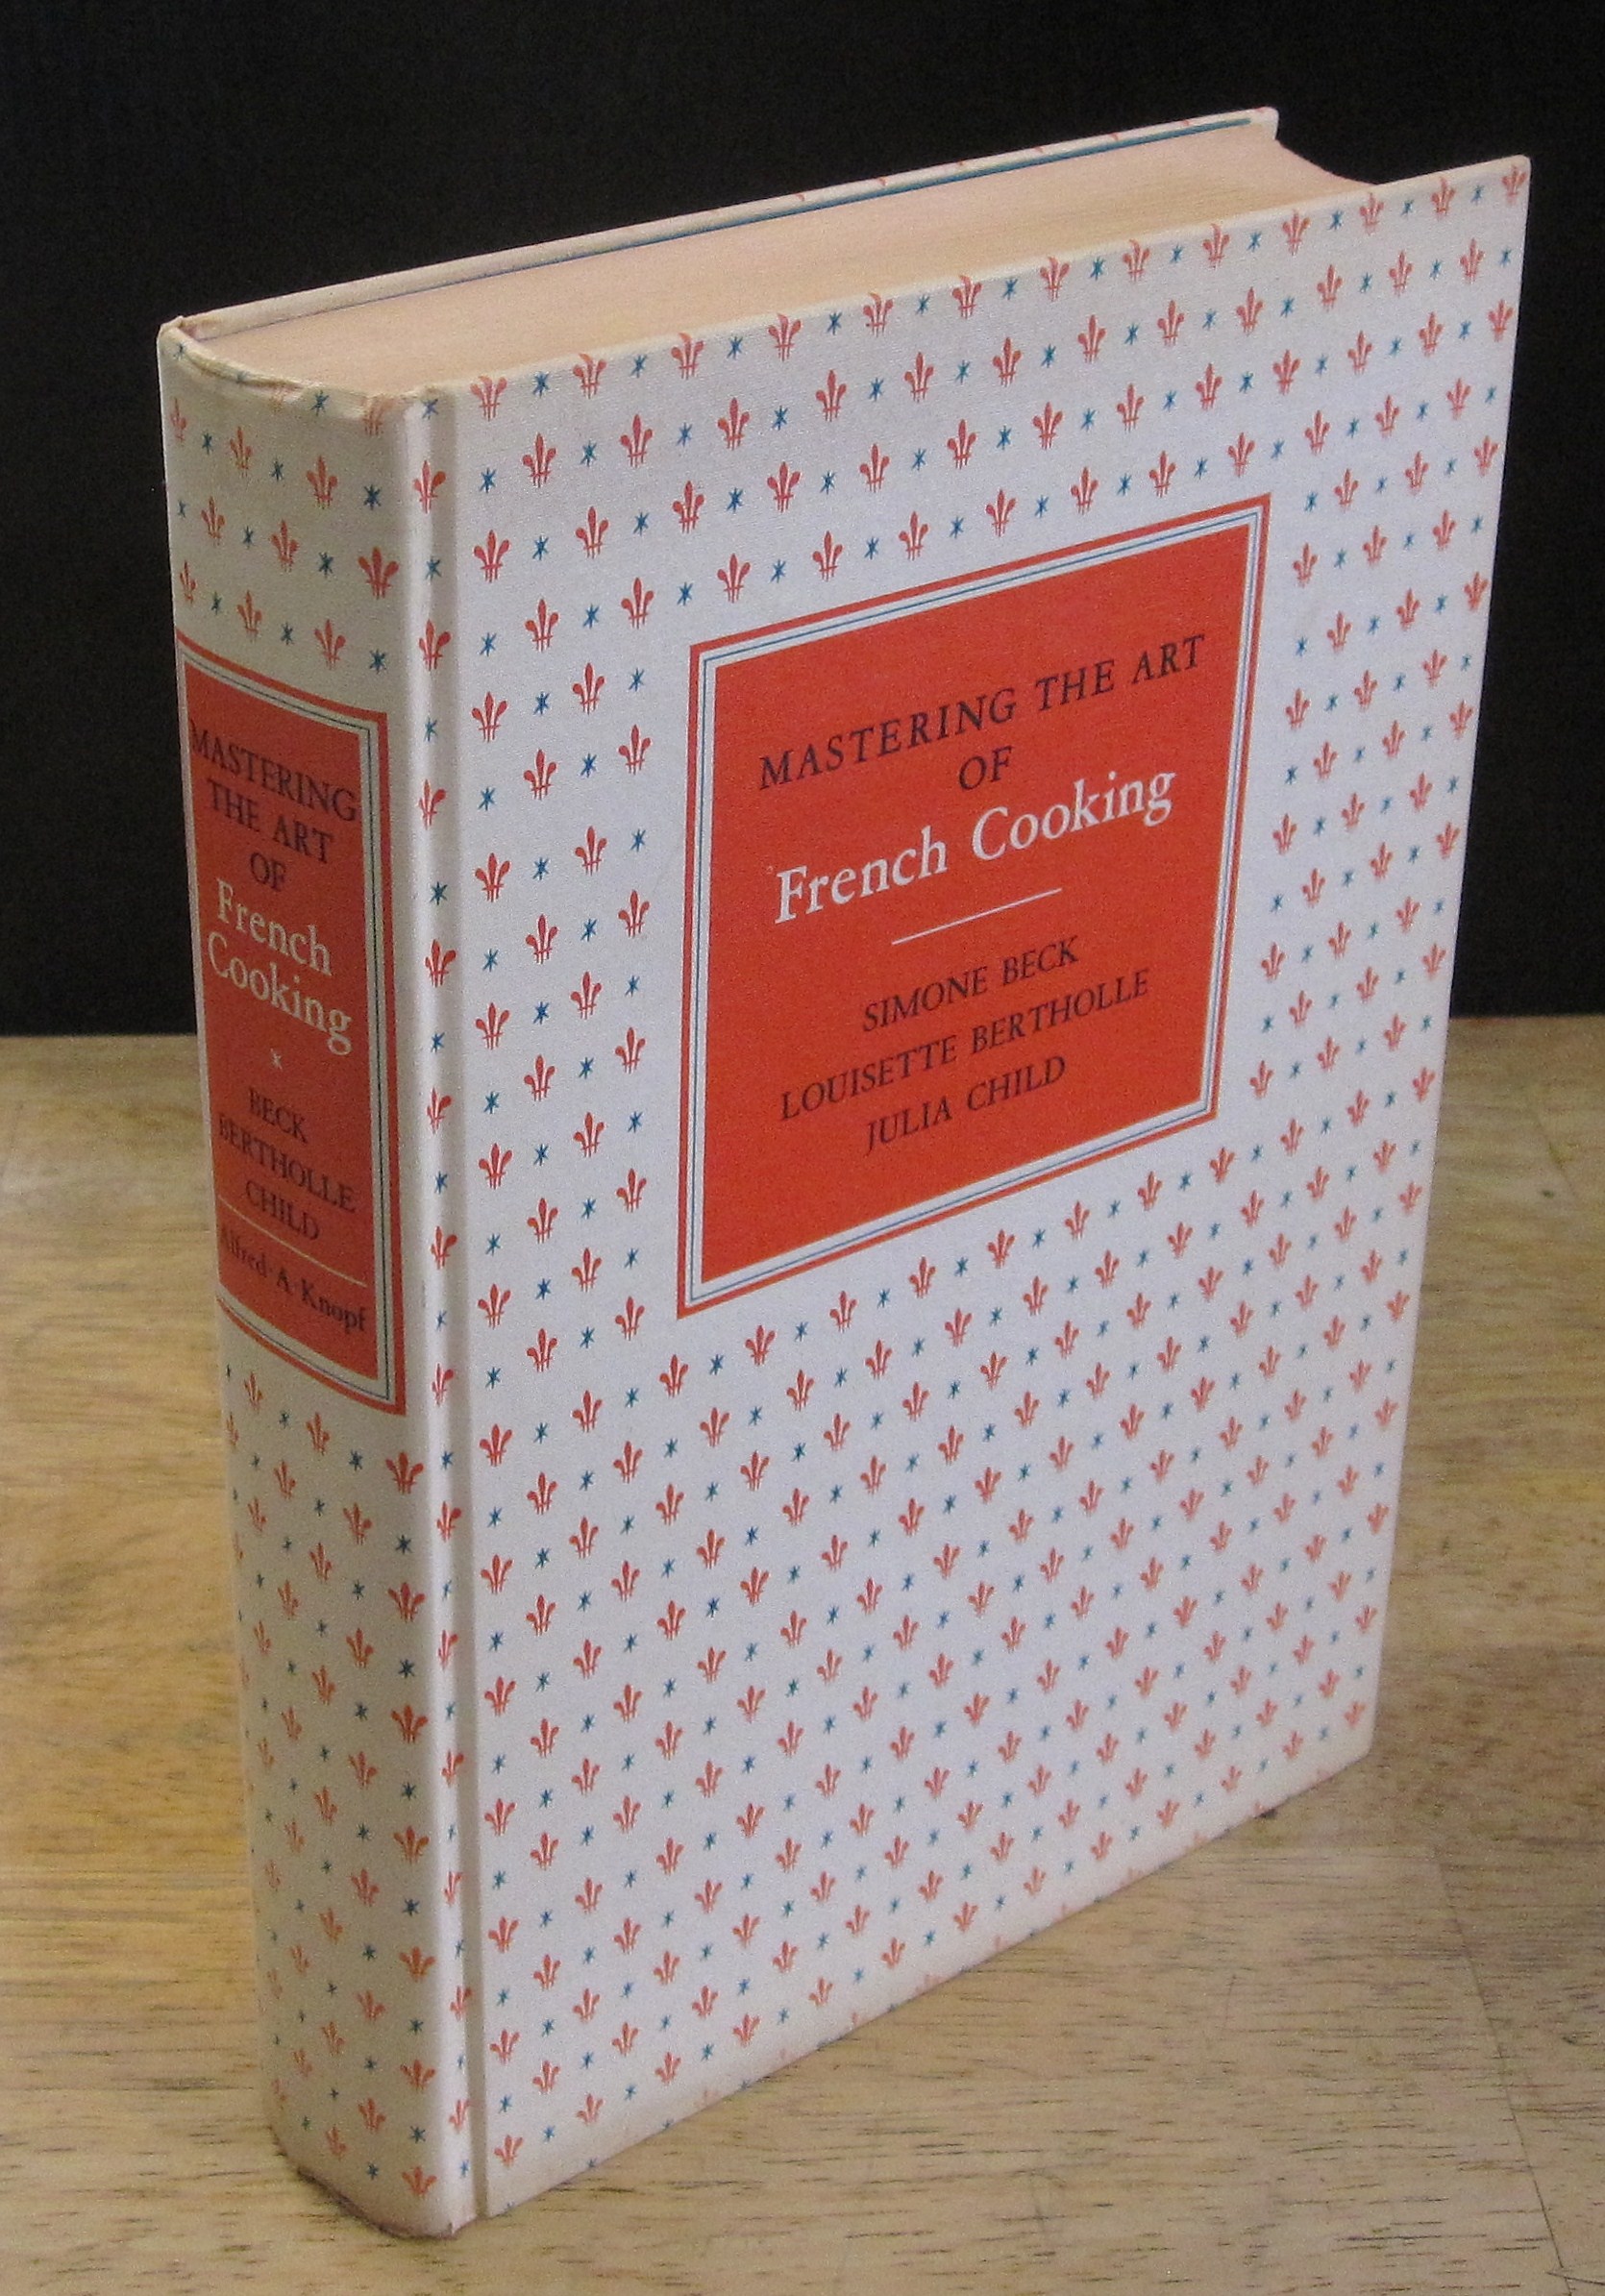 MASTERING
THE ART
OF
French
Cooking
BECK
BERTHOLLE
CHILD
Alfred · A · Knopf
MASTERING THE ART
OF
French Cooking
SIMONE BECK
LOUISETTE BERTHOLLE
JULIA CHILD